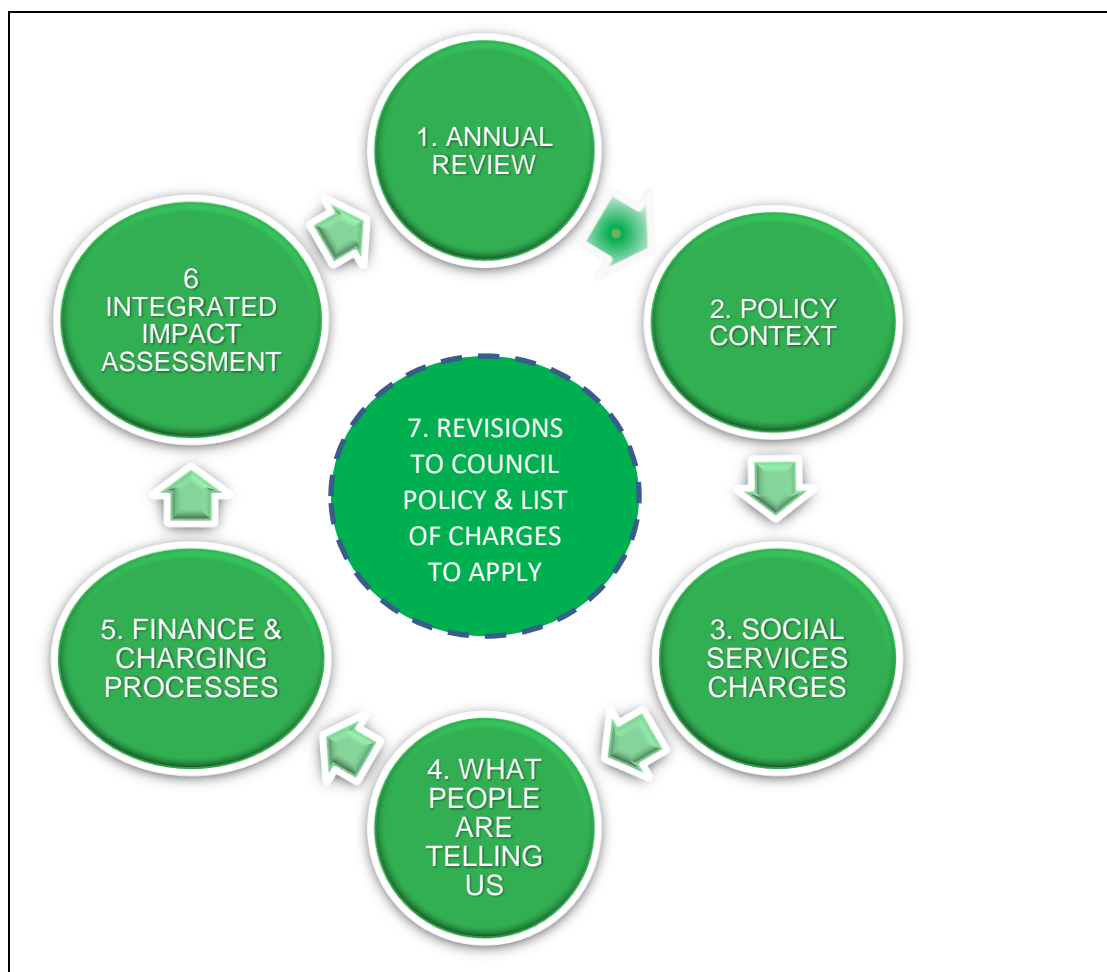 1. ANNUAL
REVIEW
2. POLICY
CONTEXT
3. SOCIAL
SERVICES
CHARGES
4. WHAT
PEOPLE
ARE
TELLING
US
5. FINANCE &
CHARGING
PROCESSES
6
INTEGRATED
IMPACT
ASSESSMENT
7. REVISIONS
TO COUNCIL
POLICY & LIST
OF CHARGES
TO APPLY